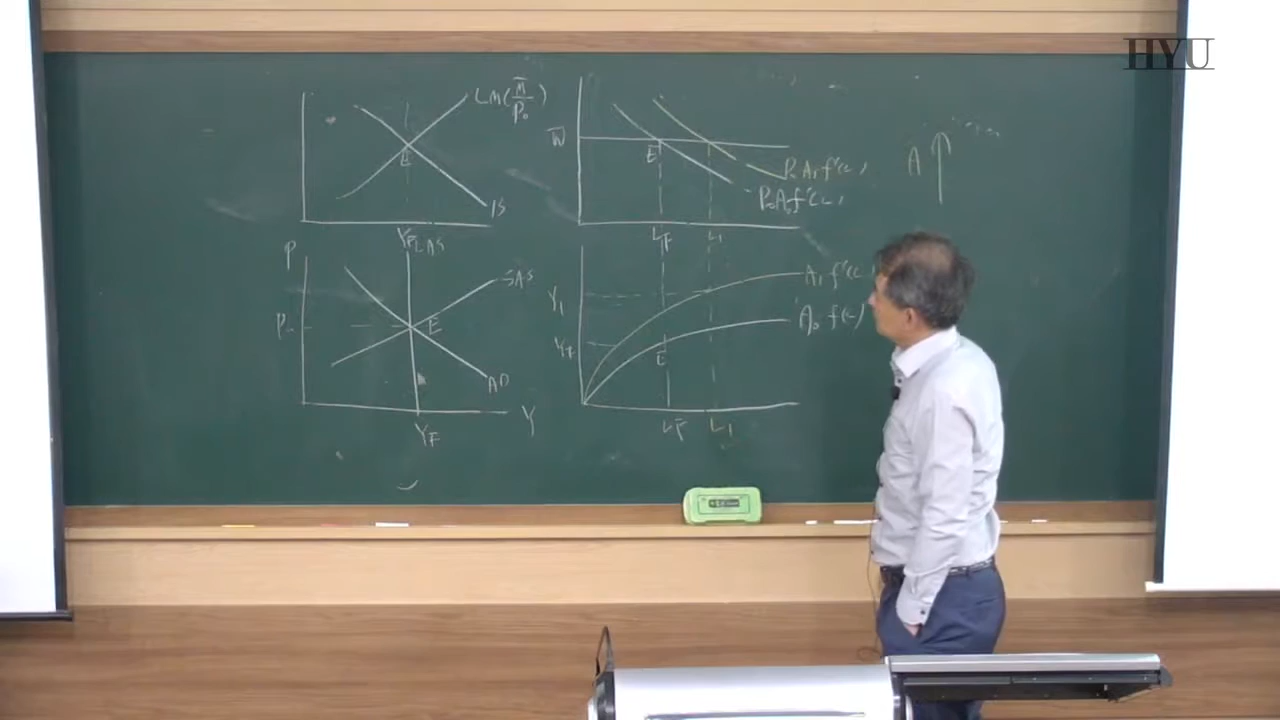 HYU
LM(M̅/P₀)
E
IS
Y_F
W̅
E
P₀A₁f'(L)
P₀A₀f'(L)
A↑
L_F
L₁
P
LAS
SAS
P₀
E
AD
Y_F
Y
Y₁
Y_F
E
A₀f(L)
L_F
L₁